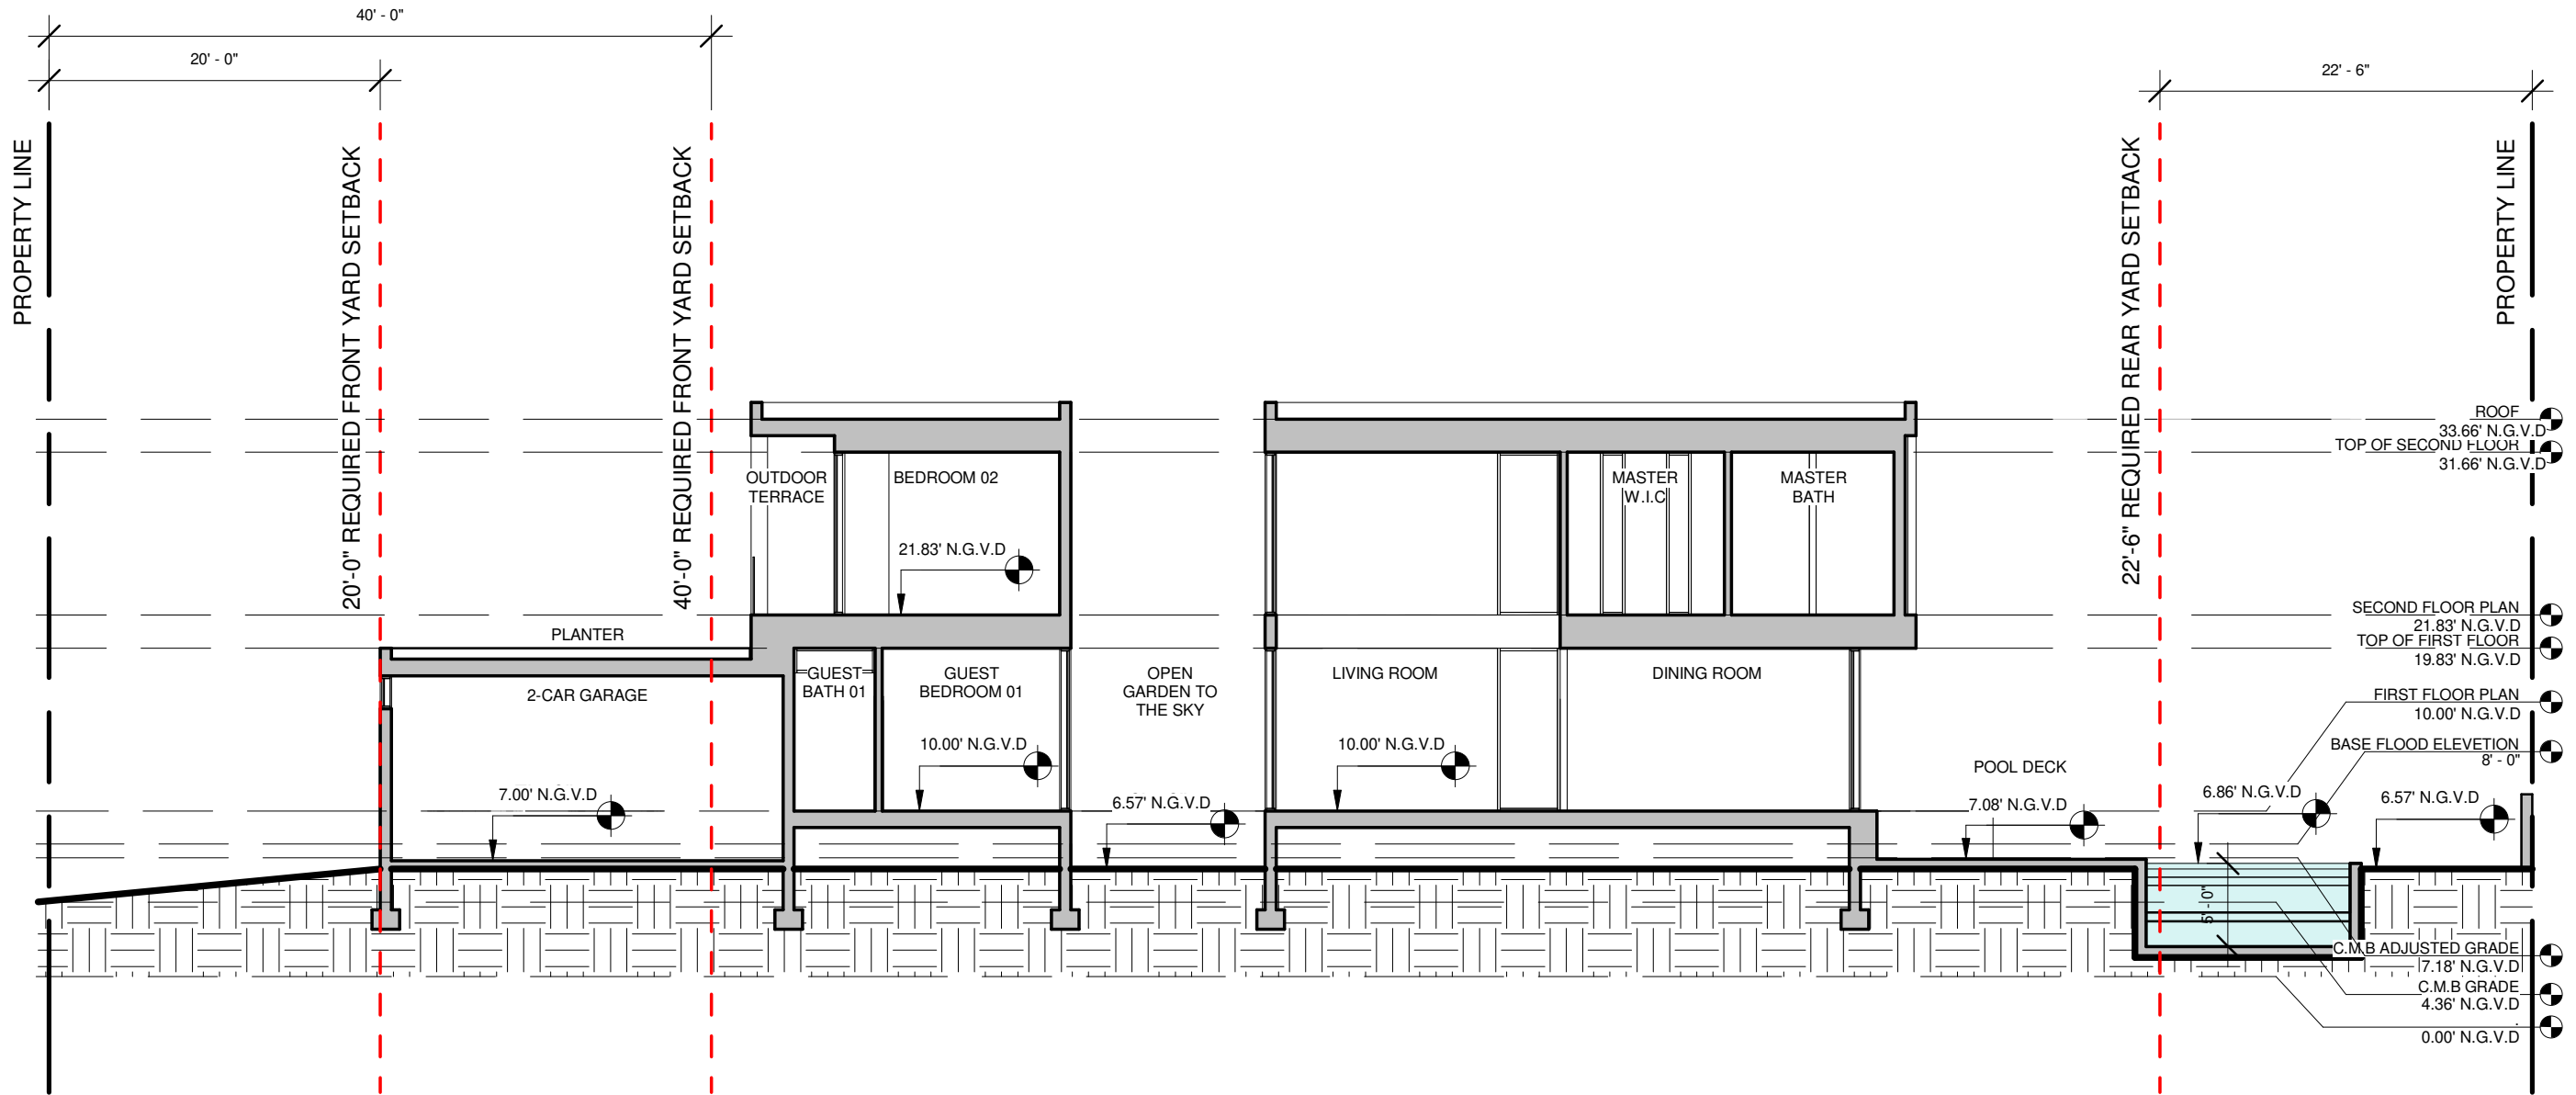 40' - 0"
20' - 0"
22' - 6"
PROPERTY LINE
20'-0" REQUIRED FRONT YARD SETBACK
40'-0" REQUIRED FRONT YARD SETBACK
22'-6" REQUIRED REAR YARD SETBACK
PROPERTY LINE
ROOF
33.66' N.G.V.D
TOP OF SECOND FLOOR
31.66' N.G.V.D
OUTDOOR
TERRACE
BEDROOM 02
MASTER
W.I.C
MASTER
BATH
21.83' N.G.V.D
SECOND FLOOR PLAN
21.83' N.G.V.D
TOP OF FIRST FLOOR
19.83' N.G.V.D
PLANTER
2-CAR GARAGE
GUEST
BATH 01
GUEST
BEDROOM 01
OPEN
GARDEN TO
THE SKY
LIVING ROOM
DINING ROOM
FIRST FLOOR PLAN
10.00' N.G.V.D
10.00' N.G.V.D
10.00' N.G.V.D
BASE FLOOD ELEVETION
8' - 0"
POOL DECK
7.00' N.G.V.D
6.57' N.G.V.D
7.08' N.G.V.D
6.86' N.G.V.D
6.57' N.G.V.D
5' - 0"
C.M.B ADJUSTED GRADE
7.18' N.G.V.D
C.M.B GRADE
4.36' N.G.V.D
.
0.00' N.G.V.D